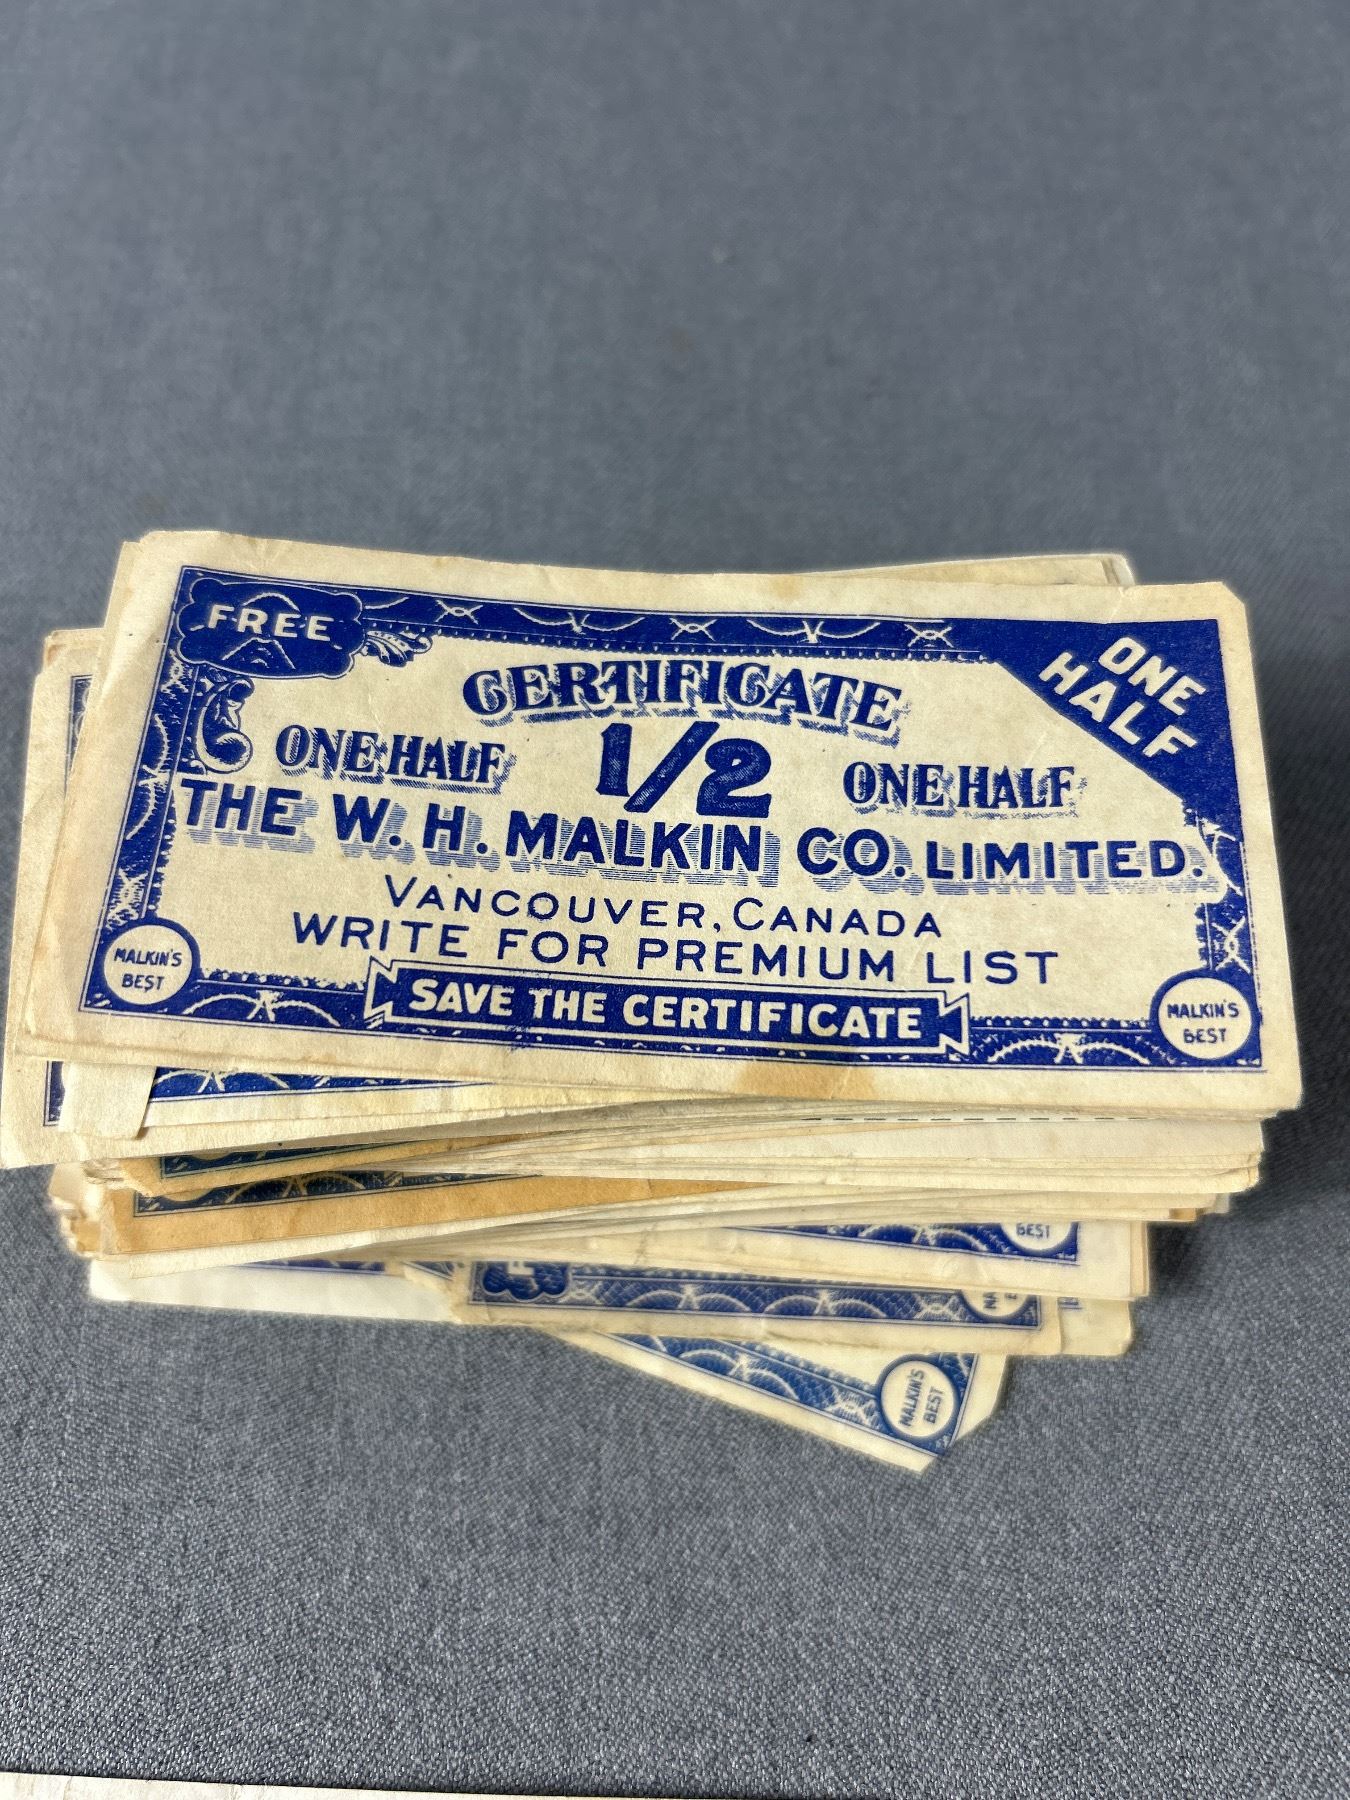 FREE
ONE HALF
CERTIFICATE
ONE HALF 1/2 ONE HALF
THE W. H. MALKIN CO. LIMITED.
VANCOUVER, CANADA
WRITE FOR PREMIUM LIST
MALKIN'S BEST
SAVE THE CERTIFICATE
MALKIN'S BEST
BEST
MALKIN'S BEST